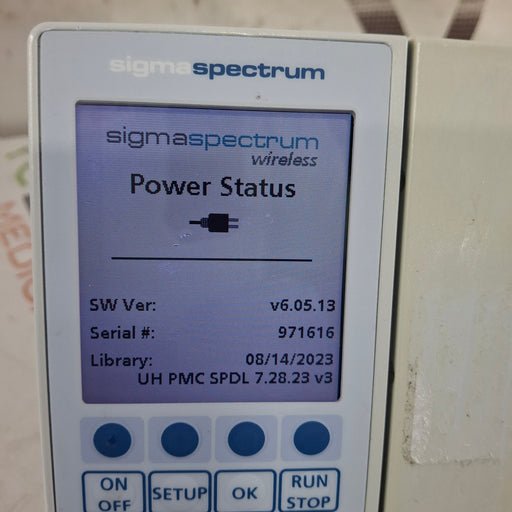 sigmaspectrum
sigmaspectrum
wireless
Power Status
SW Ver: v6.05.13
Serial #: 971616
Library: 08/14/2023
UH PMC SPDL 7.28.23 v3
ON OFF
SETUP
OK
RUN STOP